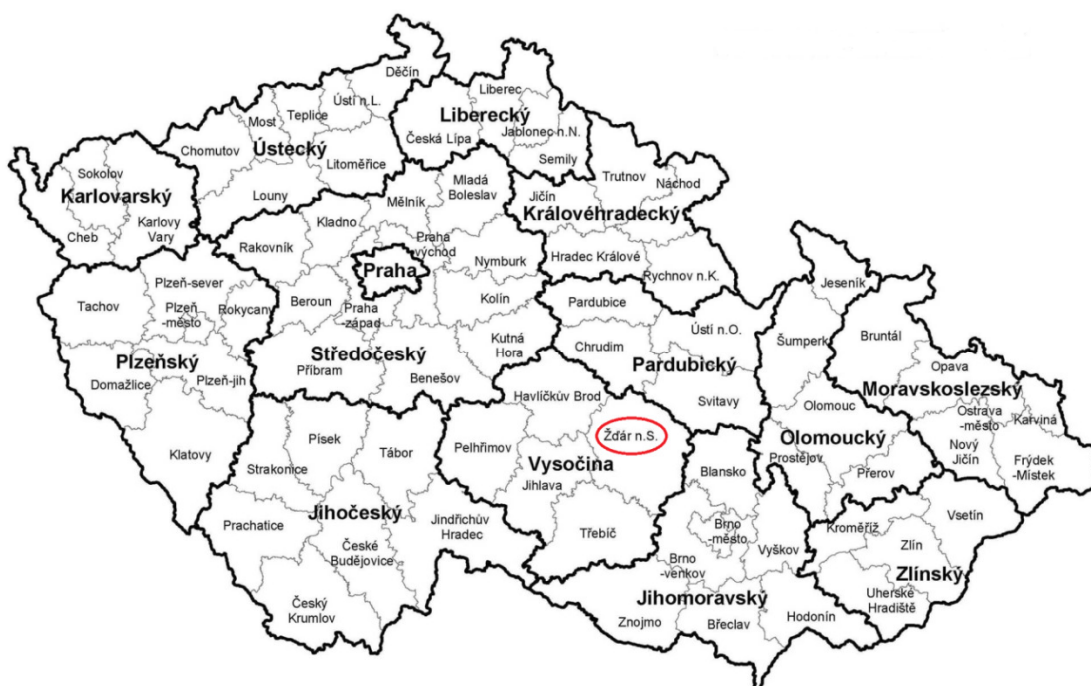 Děčín
Liberec
Ústí n.L.
Teplice
Most
Liberecký
Česká Lípa
Jablonec n.N.
Chomutov
Ústecký
Litoměřice
Semily
Sokolov
Karlovarský
Louny
Mělník
Mladá
Boleslav
Jičín
Trutnov
Náchod
Královéhradecký
Karlovy
Vary
Cheb
Kladno
Rakovník
Praha
-východ
Praha
Nymburk
Hradec Králové
Rychnov n.K.
Plzeň-sever
Tachov
Plzeň
-město
Rokycany
Beroun
Praha
-západ
Kolín
Pardubice
Jeseník
Ústí n.O.
Šumperk
Bruntál
Chrudim
Kutná
Hora
Středočeský
Příbram
Benešov
Pardubický
Plzeňský
Domažlice
Plzeň-jih
Svitavy
Opava
Moravskoslezský
Ostrava
-město
Karviná
Havlíčkův Brod
Olomouc
Olomoucký
Prostějov
Přerov
Nový
Jičín
Frýdek
-Místek
Žďár n.S.
Pelhřimov
Vysočina
Jihlava
Písek
Tábor
Klatovy
Strakonice
Blansko
Prachatice
Jihočeský
Jindřichův
Hradec
Třebíč
Brno
-město
Vyškov
Kroměříž
Vsetín
Zlín
Zlínský
České
Budějovice
Brno
-venkov
Uherské
Hradiště
Český
Krumlov
Jihomoravský
Znojmo
Břeclav
Hodonín